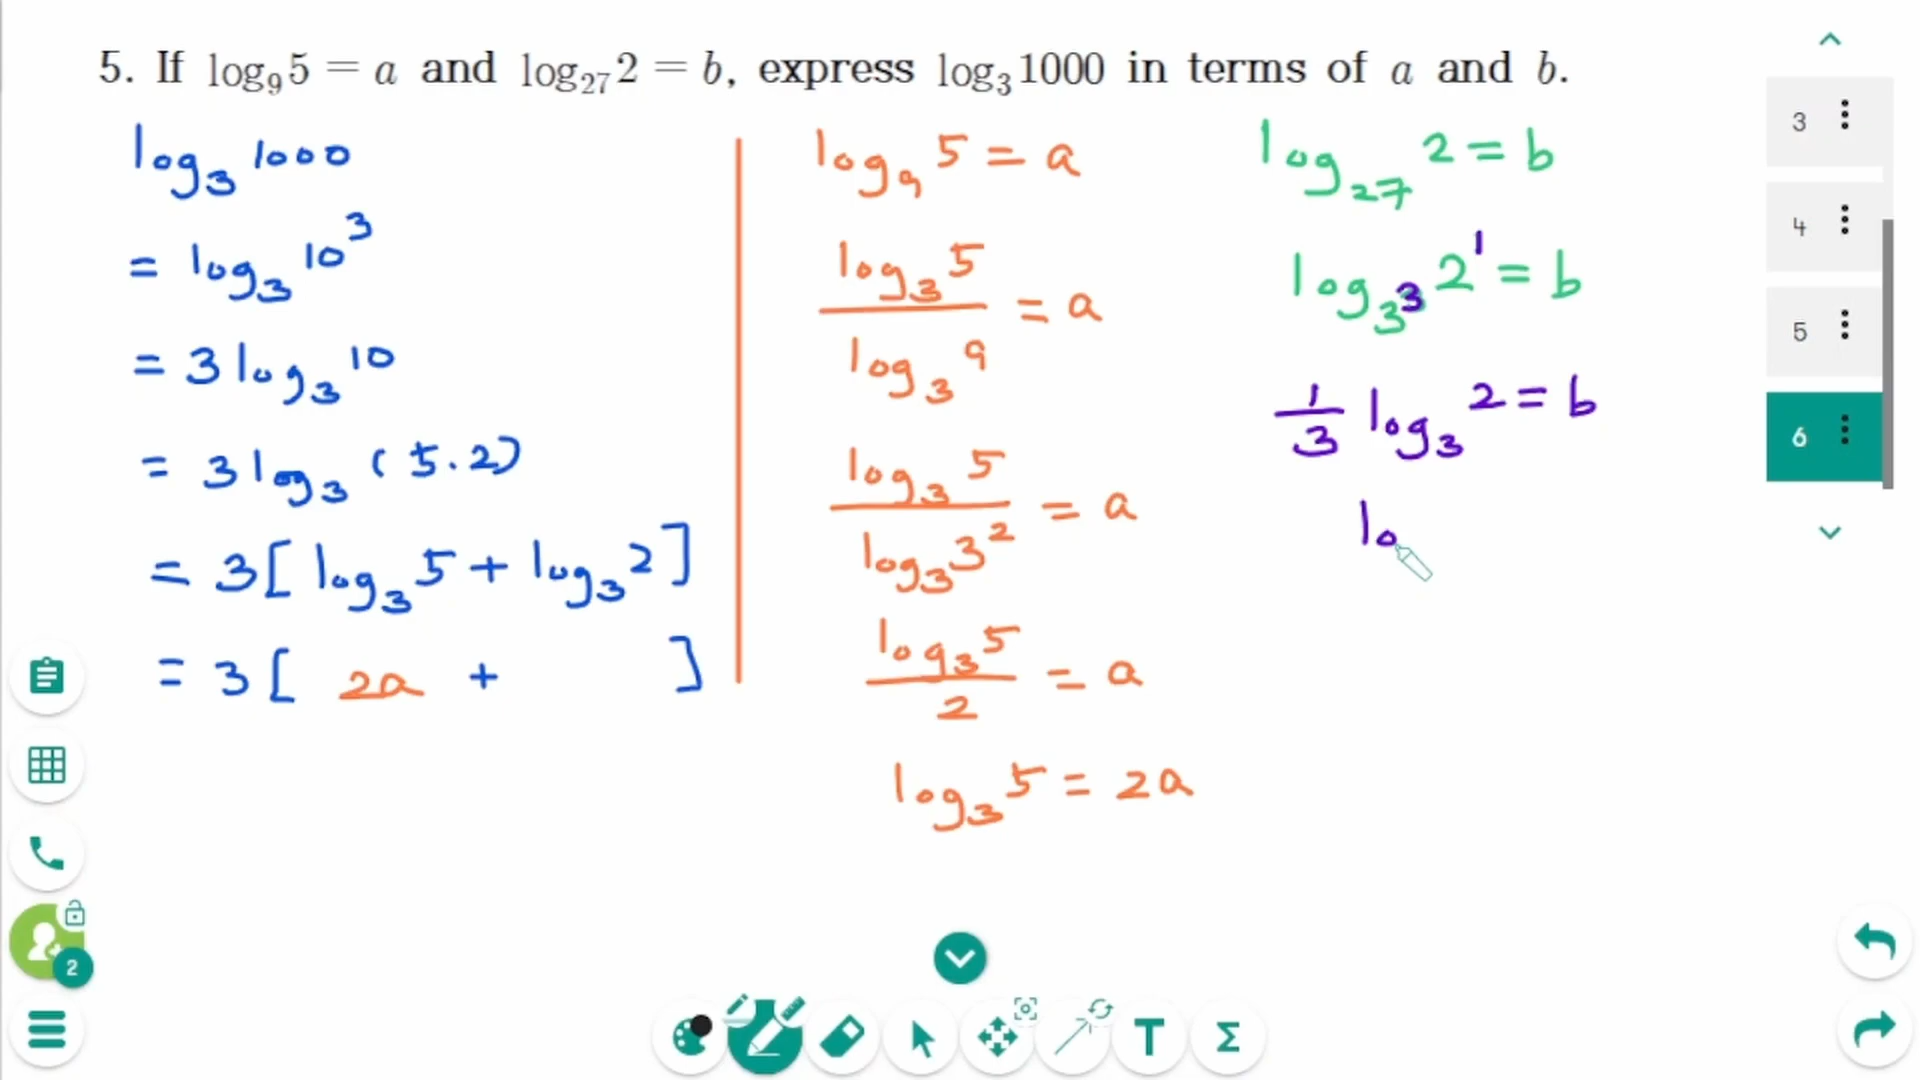 5. If log₉5 = a and log₂₇2 = b, express log₃1000 in terms of a and b.
log₃ 1000
= log₃ 10³
= 3 log₃ 10
= 3 log₃ (5.2)
= 3[ log₃ 5 + log₃ 2 ]
= 3 [ 2a + ]
log₉ 5 = a
log₃ 5
/ log₃ 9 = a
log₃ 5
/ log₃ 3² = a
log₃ 5
/ 2 = a
log₃ 5 = 2a
log₂₇ 2 = b
log₃³ 2¹ = b
1/3 log₃ 2 = b
lo
3
4
5
6
2
T
Σ